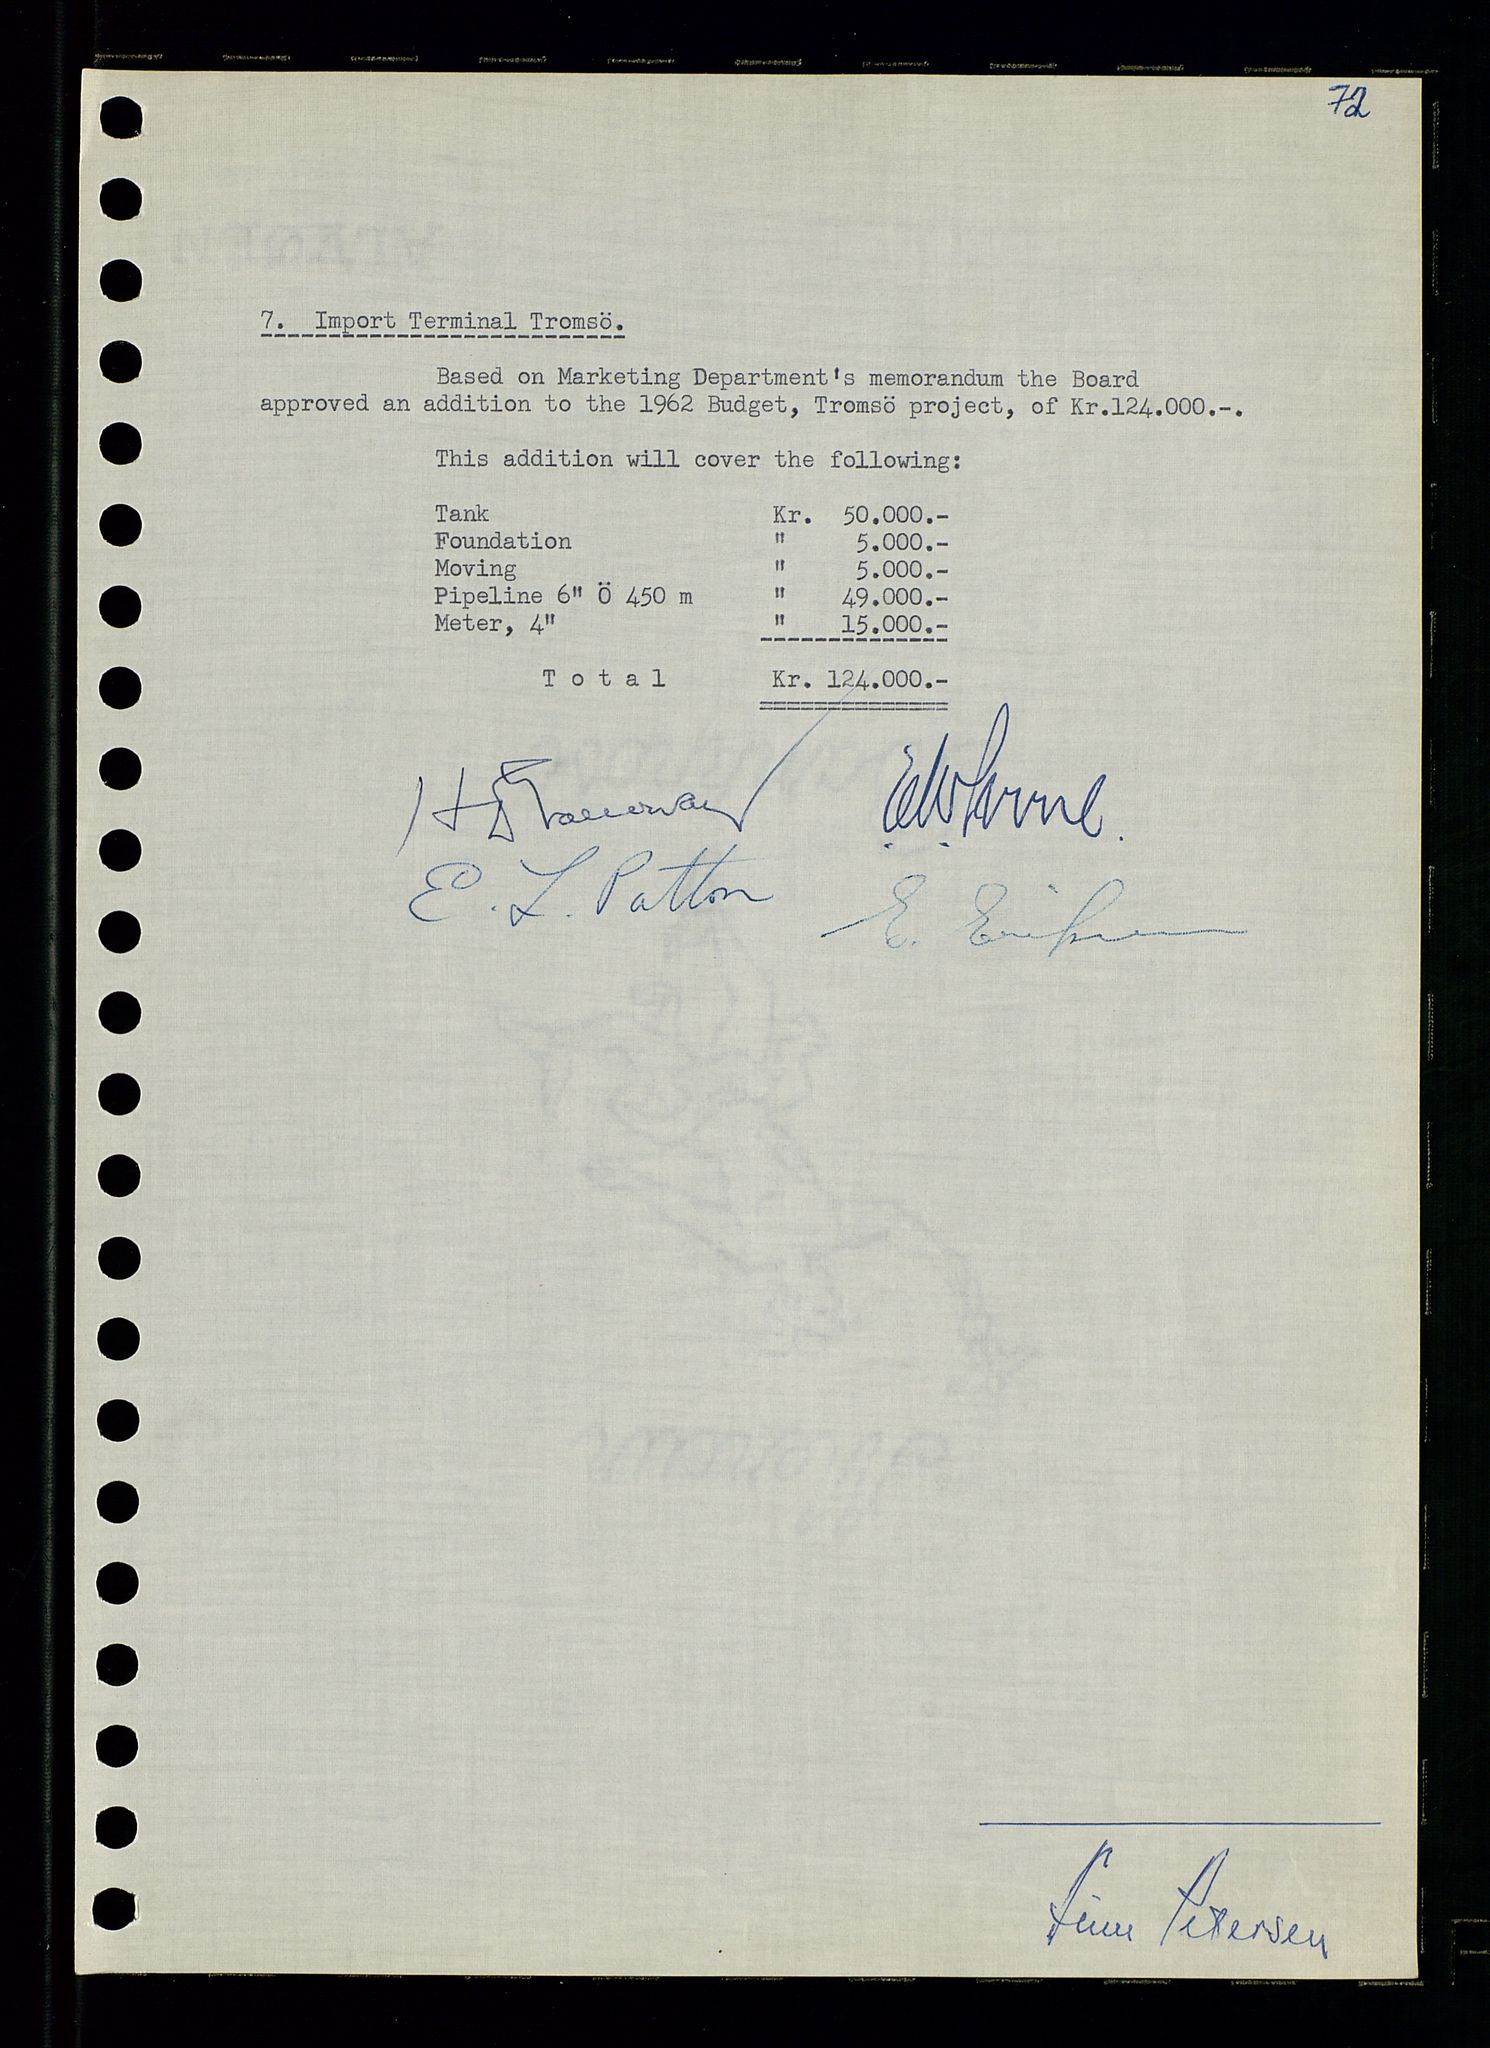 72
7. Import Terminal Tromsö.
Based on Marketing Department's memorandum the Board
approved an addition to the 1962 Budget, Tromsö project, of Kr.124.000.-.
This addition will cover the following:
Tank Kr. 50.000.-
Foundation " 5.000.-
Moving " 5.000.-
Pipeline 6" Ö 450 m " 49.000.-
Meter, 4" " 15.000.-
Total Kr. 124.000.-
E. L. Patton
E.
Finn Petersen